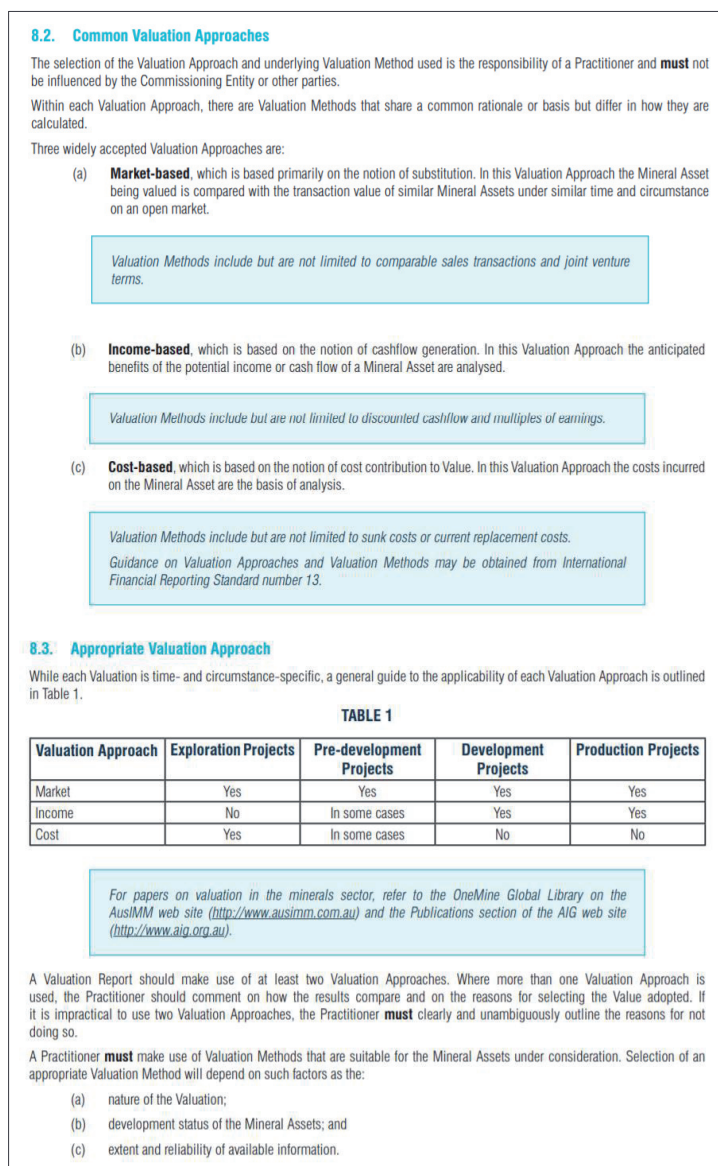 8.2. Common Valuation Approaches
The selection of the Valuation Approach and underlying Valuation Method used is the responsibility of a Practitioner and must not
be influenced by the Commissioning Entity or other parties.
Within each Valuation Approach, there are Valuation Methods that share a common rationale or basis but differ in how they are
calculated.
Three widely accepted Valuation Approaches are:
(a) Market-based, which is based primarily on the notion of substitution. In this Valuation Approach the Mineral Asset
being valued is compared with the transaction value of similar Mineral Assets under similar time and circumstance
on an open market.
Valuation Methods include but are not limited to comparable sales transactions and joint venture
terms.
(b) Income-based, which is based on the notion of cashflow generation. In this Valuation Approach the anticipated
benefits of the potential income or cash flow of a Mineral Asset are analysed.
Valuation Methods include but are not limited to discounted cashflow and multiples of earnings.
(c) Cost-based, which is based on the notion of cost contribution to Value. In this Valuation Approach the costs incurred
on the Mineral Asset are the basis of analysis.
Valuation Methods include but are not limited to sunk costs or current replacement costs.
Guidance on Valuation Approaches and Valuation Methods may be obtained from International
Financial Reporting Standard number 13.
8.3. Appropriate Valuation Approach
While each Valuation is time- and circumstance-specific, a general guide to the applicability of each Valuation Approach is outlined
in Table 1.
TABLE 1
Valuation Approach Exploration Projects Pre-development Development Production Projects
Projects Projects
Market Yes Yes Yes Yes
Income No In some cases Yes Yes
Cost Yes In some cases No No
For papers on valuation in the minerals sector, refer to the OneMine Global Library on the
AusIMM web site (http://www.ausimm.com.au) and the Publications section of the AIG web site
(http://www.aig.org.au).
A Valuation Report should make use of at least two Valuation Approaches. Where more than one Valuation Approach is
used, the Practitioner should comment on how the results compare and on the reasons for selecting the Value adopted. If
it is impractical to use two Valuation Approaches, the Practitioner must clearly and unambiguously outline the reasons for not
doing so.
A Practitioner must make use of Valuation Methods that are suitable for the Mineral Assets under consideration. Selection of an
appropriate Valuation Method will depend on such factors as the:
(a) nature of the Valuation;
(b) development status of the Mineral Assets; and
(c) extent and reliability of available information.